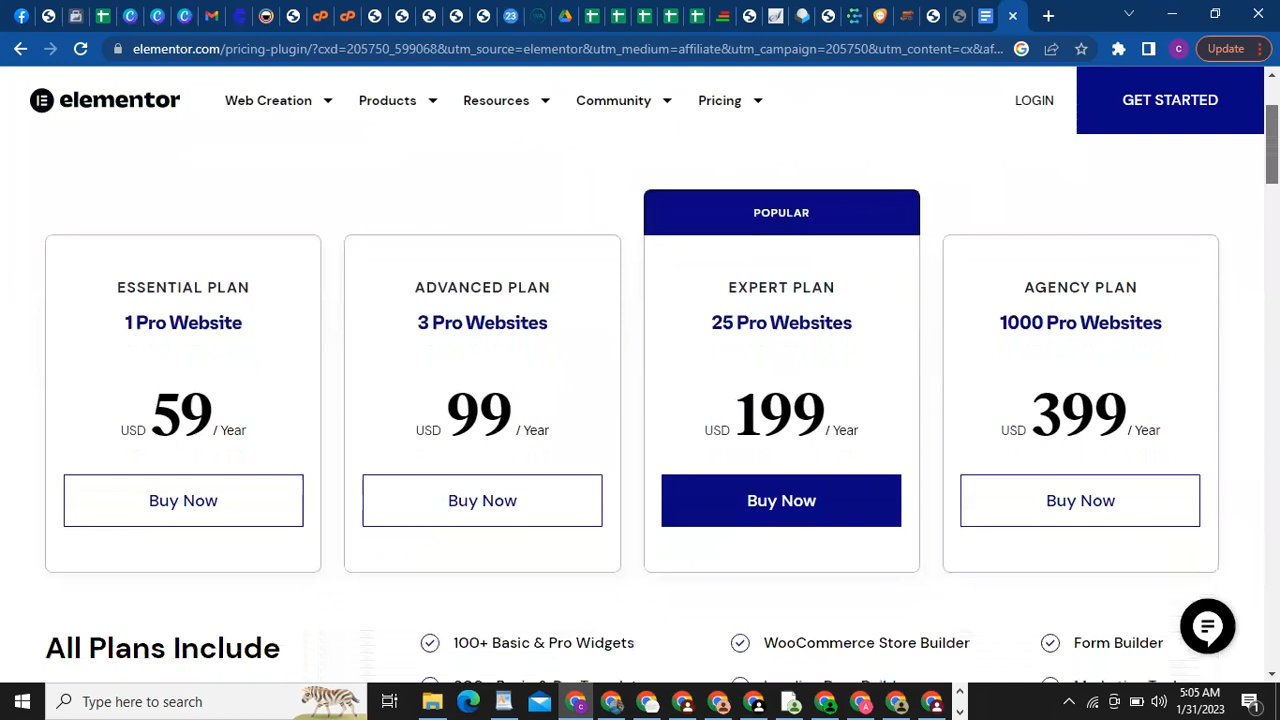 23
elementor.com/pricing-plugin/?cxd=205750_599068&utm_source=elementor&utm_medium=affiliate&utm_campaign=205750&utm_content=cx&af...
Update
elementor
Web Creation
Products
Resources
Community
Pricing
LOGIN
GET STARTED
POPULAR
ESSENTIAL PLAN
1 Pro Website
USD 59 / Year
Buy Now
ADVANCED PLAN
3 Pro Websites
USD 99 / Year
Buy Now
EXPERT PLAN
25 Pro Websites
USD 199 / Year
Buy Now
AGENCY PLAN
1000 Pro Websites
USD 399 / Year
Buy Now
All Plans Include
100+ Basic & Pro Widgets
WooCommerce Store Builder
Form Builder
Type here to search
5:05 AM
1/31/2023